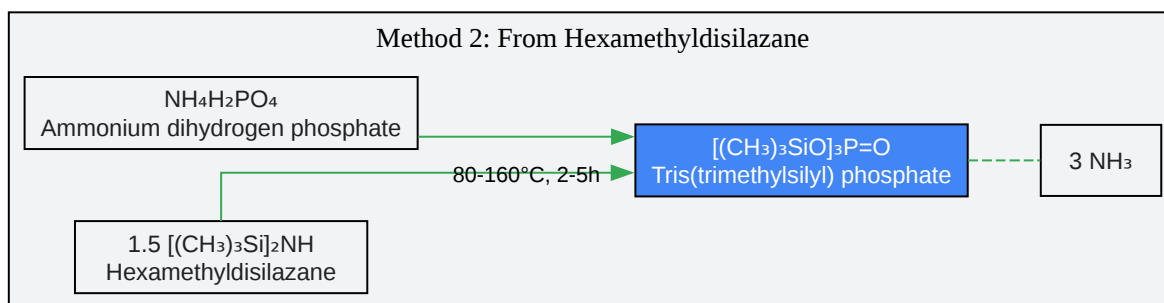 Method 2: From Hexamethyldisilazane
NH₄H₂PO₄
Ammonium dihydrogen phosphate
[(CH₃)₃SiO]₃P=O
Tris(trimethylsilyl) phosphate
3 NH₃
80-160°C, 2-5h
1.5 [(CH₃)₃Si]₂NH
Hexamethyldisilazane